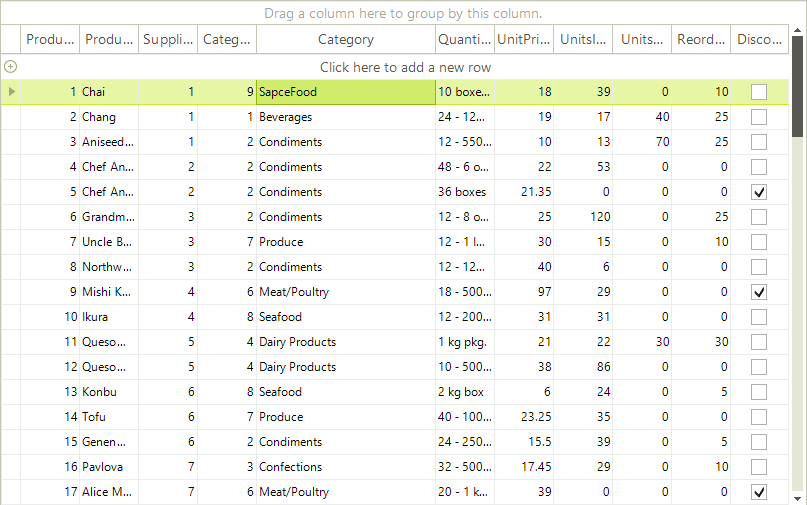 Drag a column here to group by this column.
Produ... Produ... Suppli... Categ... Category Quanti... UnitPri... UnitsI... Units... Reord... Disco...
Click here to add a new row
1 Chai 1 9 SapceFood 10 boxe... 18 39 0 10
2 Chang 1 1 Beverages 24 - 12... 19 17 40 25
3 Aniseed... 1 2 Condiments 12 - 550... 10 13 70 25
4 Chef An... 2 2 Condiments 48 - 6 o... 22 53 0 0
5 Chef An... 2 2 Condiments 36 boxes 21.35 0 0 0
6 Grandm... 3 2 Condiments 12 - 8 o... 25 120 0 25
7 Uncle B... 3 7 Produce 12 - 1 l... 30 15 0 10
8 Northw... 3 2 Condiments 12 - 12... 40 6 0 0
9 Mishi K... 4 6 Meat/Poultry 18 - 500... 97 29 0 0
10 Ikura 4 8 Seafood 12 - 200... 31 31 0 0
11 Queso... 5 4 Dairy Products 1 kg pkg. 21 22 30 30
12 Queso... 5 4 Dairy Products 10 - 500... 38 86 0 0
13 Konbu 6 8 Seafood 2 kg box 6 24 0 5
14 Tofu 6 7 Produce 40 - 100... 23.25 35 0 0
15 Genen... 6 2 Condiments 24 - 250... 15.5 39 0 5
16 Pavlova 7 3 Confections 32 - 500... 17.45 29 0 10
17 Alice M... 7 6 Meat/Poultry 20 - 1 k... 39 0 0 0